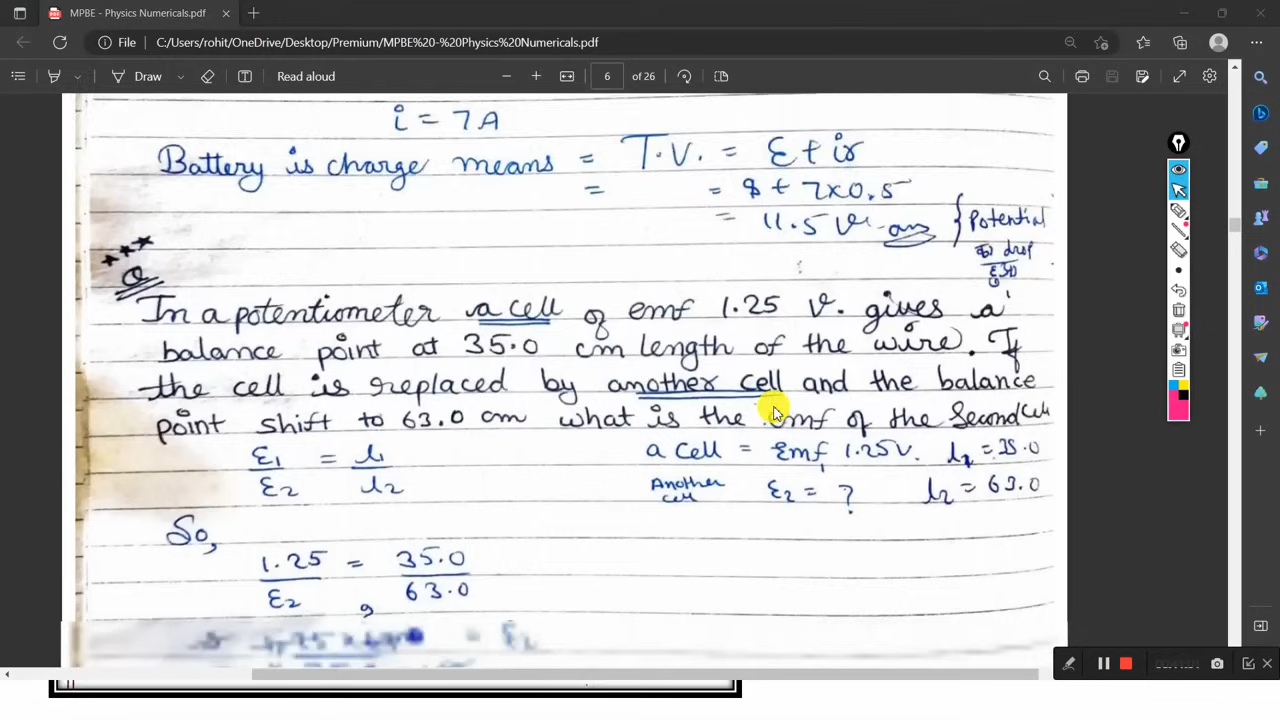 MPBE - Physics Numericals.pdf
File C:/Users/rohit/OneDrive/Desktop/Premium/MPBE%20-%20Physics%20Numericals.pdf
Draw Read aloud 6 of 26
i = 7A
Battery is charge means = T.V. = ε + ir
= = 8 + 7x0.5
= 11.5 V ans { Potential
drop
Q
In a potentiometer a cell of emf 1.25 V. gives a
balance point at 35.0 cm length of the wire. If
the cell is replaced by another cell and the balance
point shift to 63.0 cm what is the emf of the Second Cell
ε1 / ε2 = l1 / l2
a cell = Emf 1.25V. l1 = 35.0
Another cell ε2 = ? l2 = 63.0
So,
1.25 / ε2 = 35.0 / 63.0 ,